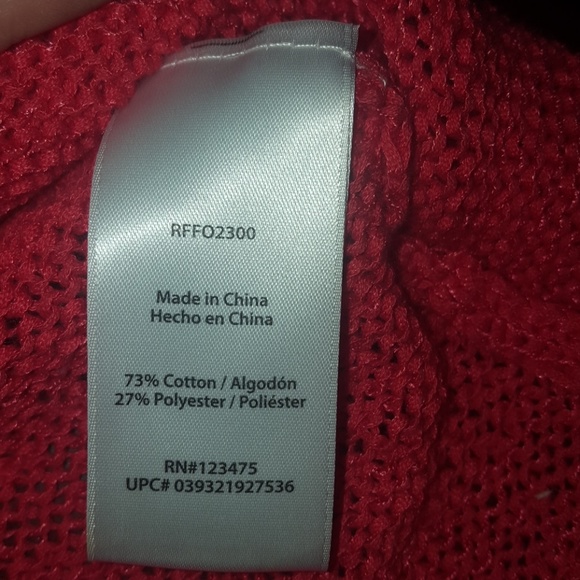 RFFO2300
Made in China
Hecho en China
73% Cotton / Algodón
27% Polyester / Poliéster
RN#123475
UPC# 039321927536